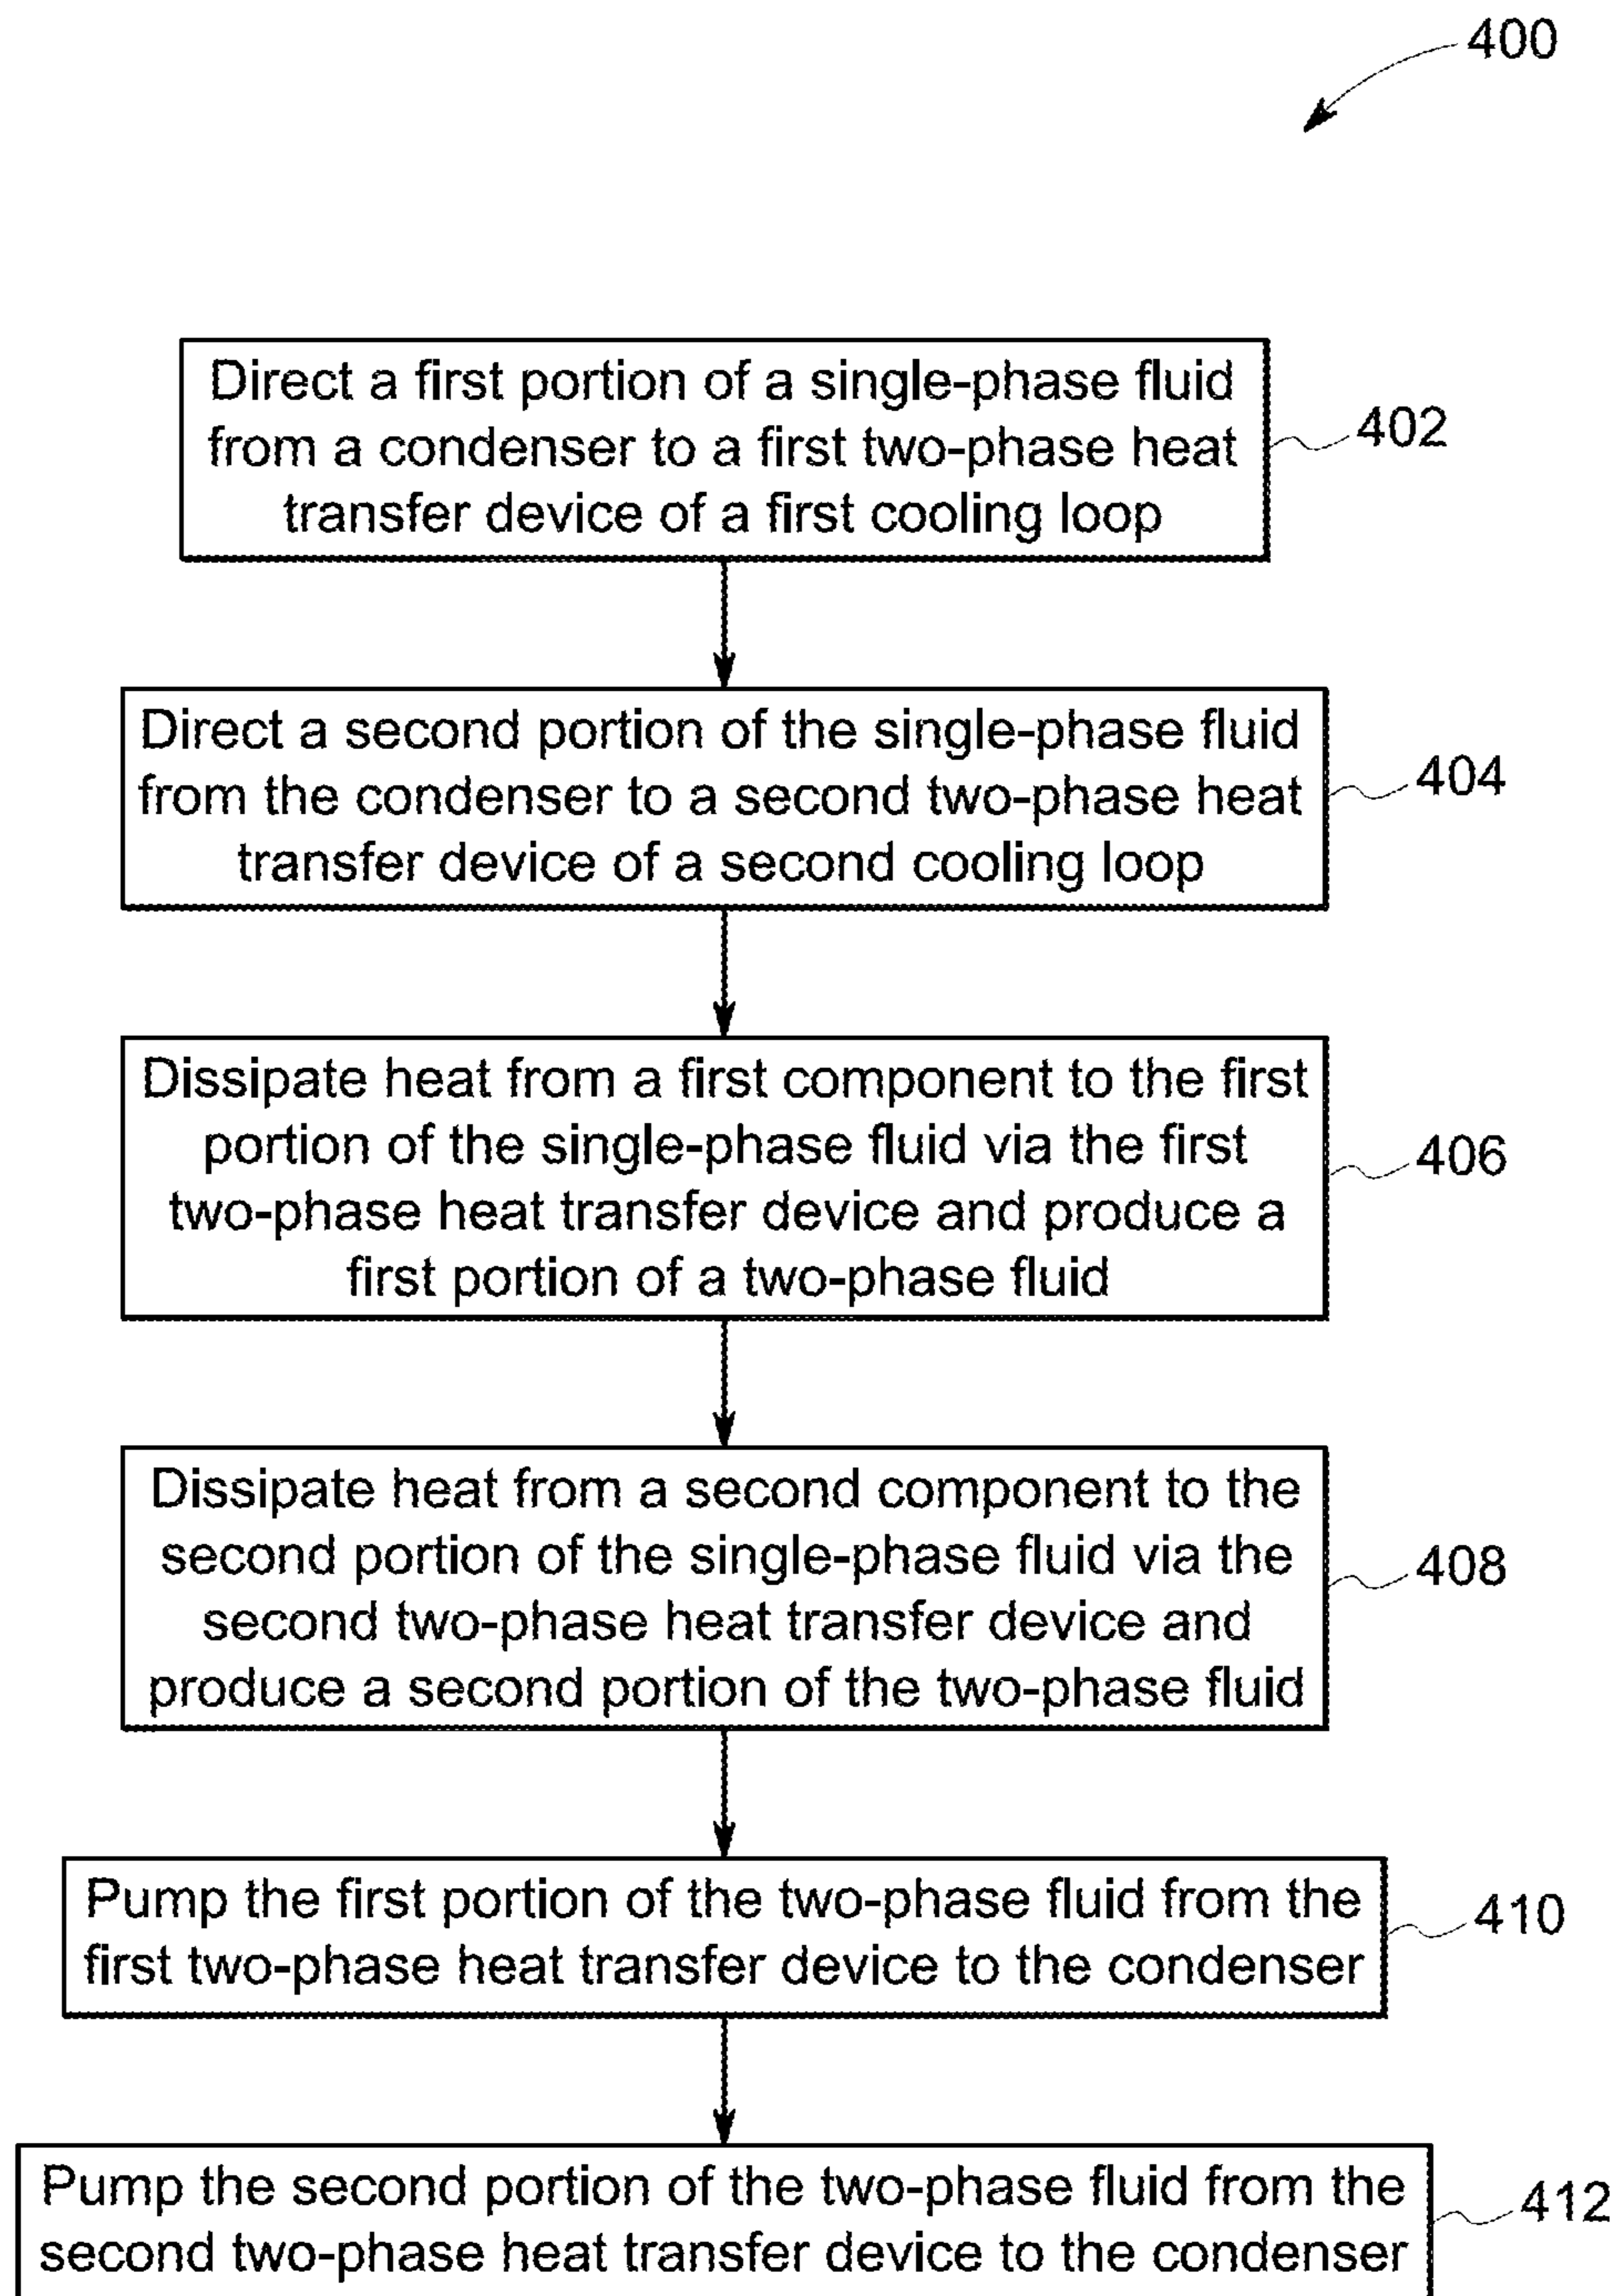 400
Direct a first portion of a single-phase fluid
from a condenser to a first two-phase heat
transfer device of a first cooling loop
402
Direct a second portion of the single-phase fluid
from the condenser to a second two-phase heat
transfer device of a second cooling loop
404
Dissipate heat from a first component to the first
portion of the single-phase fluid via the first
two-phase heat transfer device and produce a
first portion of a two-phase fluid
406
Dissipate heat from a second component to the
second portion of the single-phase fluid via the
second two-phase heat transfer device and
produce a second portion of the two-phase fluid
408
Pump the first portion of the two-phase fluid from the
first two-phase heat transfer device to the condenser
410
Pump the second portion of the two-phase fluid from the
second two-phase heat transfer device to the condenser
412